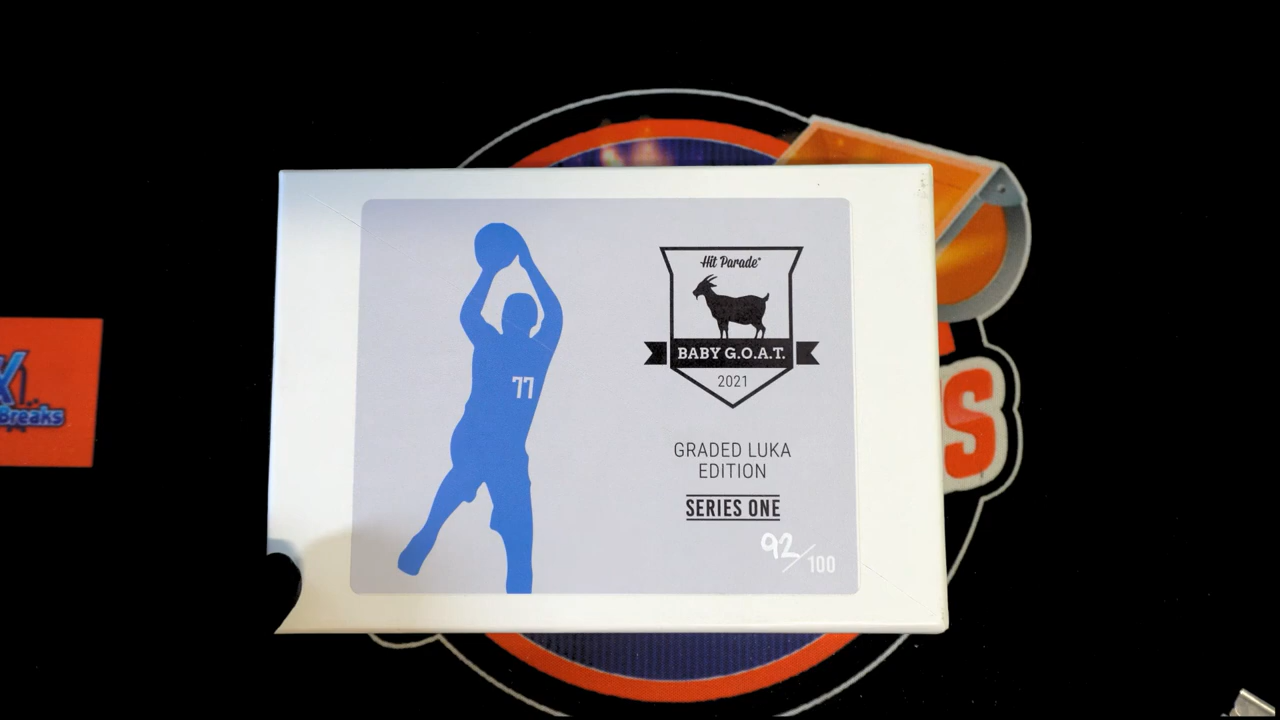 Breaks
77
Hit Parade®
BABY G.O.A.T.
2021
GRADED LUKA
EDITION
SERIES ONE
92/100
S